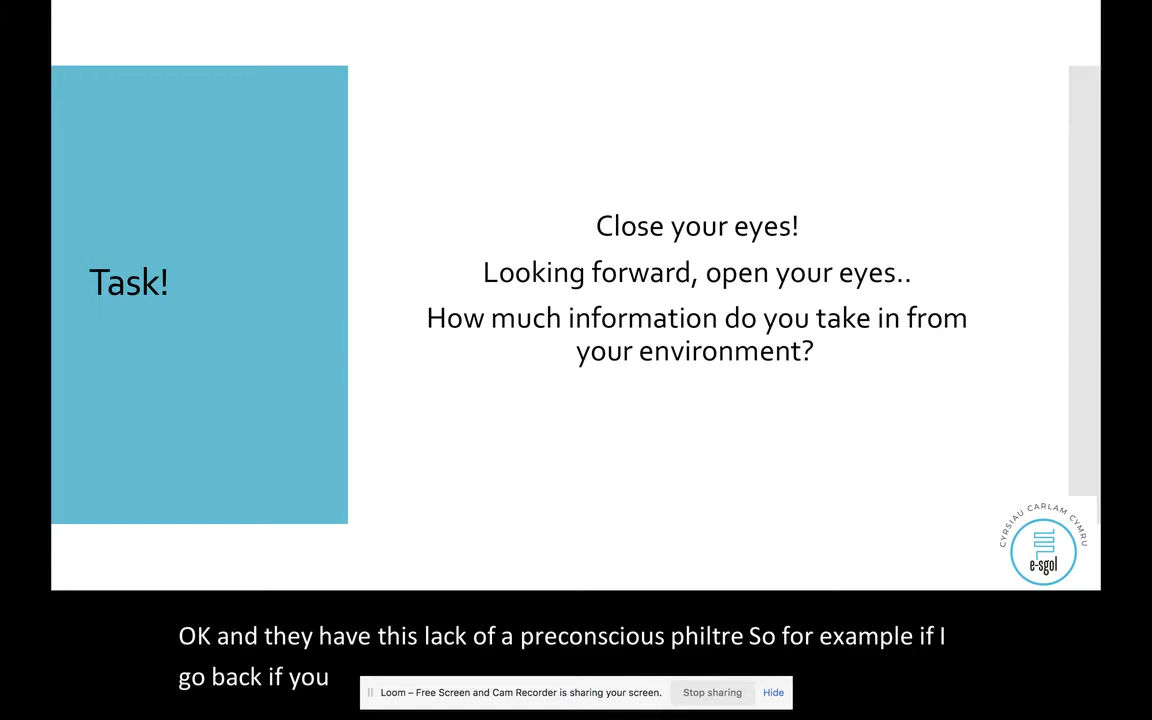 Task!
Close your eyes!
Looking forward, open your eyes..
How much information do you take in from
your environment?
CYRSIAU CARLAM CYMRU
e-sgol
OK and they have this lack of a preconscious philtre So for example if I
go back if you
Loom – Free Screen and Cam Recorder is sharing your screen.
Stop sharing
Hide